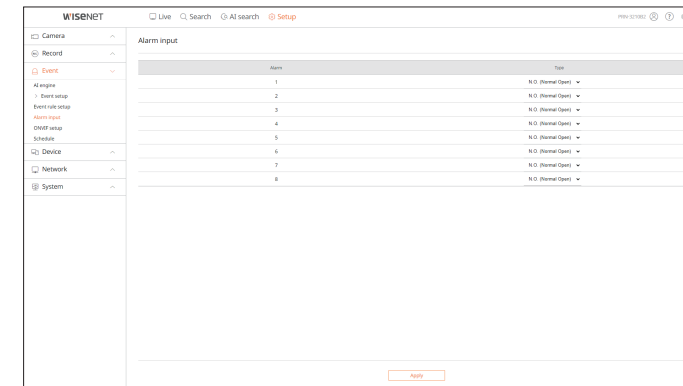 WISENET
Live Search AI search Setup
PRN-3210B2
Camera
Record
Event
AI engine
Event setup
Event rule setup
Alarm input
ONVIF setup
Schedule
Device
Network
System
Alarm input
Alarm Type
1 N.O. (Normal Open)
2 N.O. (Normal Open)
3 N.O. (Normal Open)
4 N.O. (Normal Open)
5 N.O. (Normal Open)
6 N.O. (Normal Open)
7 N.O. (Normal Open)
8 N.O. (Normal Open)
Apply